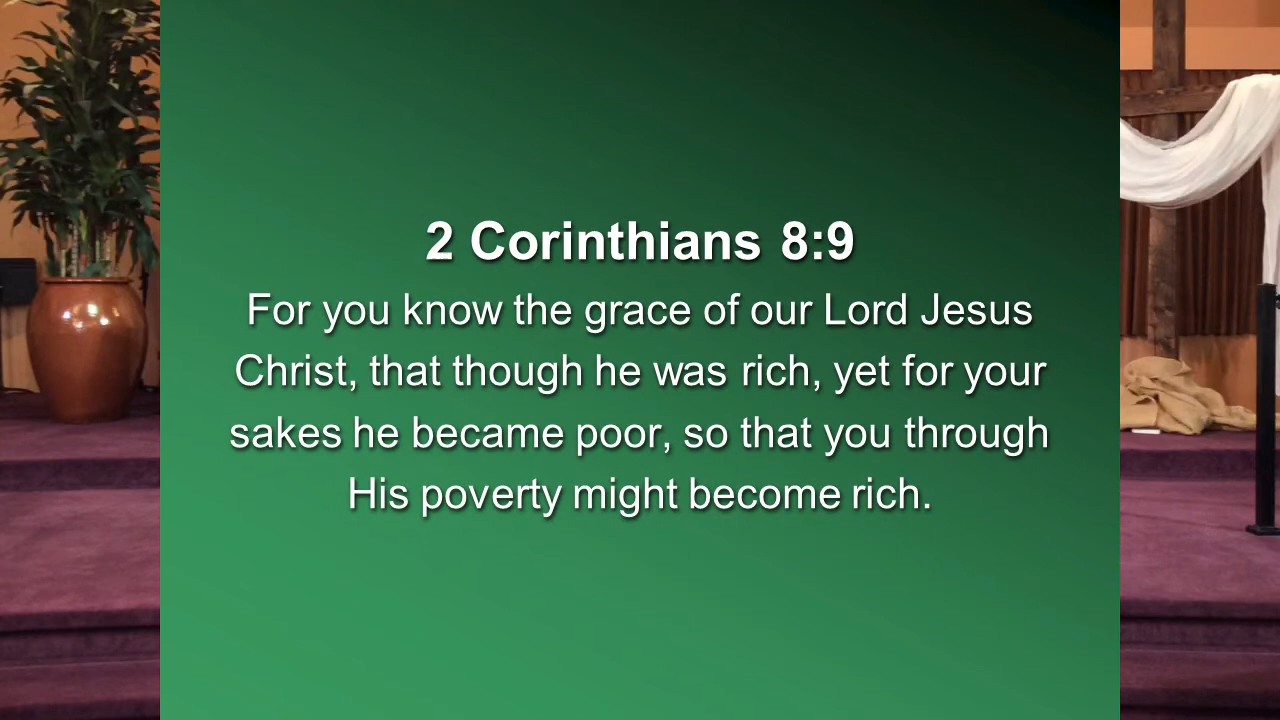 2 Corinthians 8:9
For you know the grace of our Lord Jesus
Christ, that though he was rich, yet for your
sakes he became poor, so that you through
His poverty might become rich.